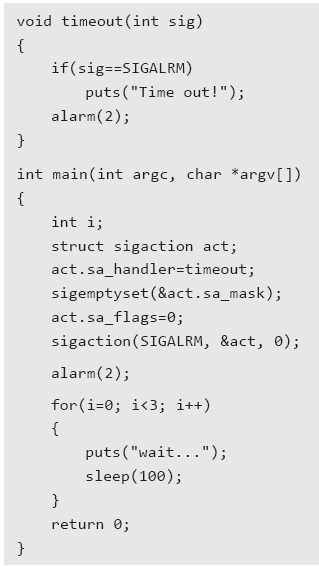 void timeout(int sig)
{
    if(sig==SIGALRM)
        puts("Time out!");
    alarm(2);
}
int main(int argc, char *argv[])
{
    int i;
    struct sigaction act;
    act.sa_handler=timeout;
    sigemptyset(&act.sa_mask);
    act.sa_flags=0;
    sigaction(SIGALRM, &act, 0);
    alarm(2);
    for(i=0; i<3; i++)
    {
        puts("wait...");
        sleep(100);
    }
    return 0;
}